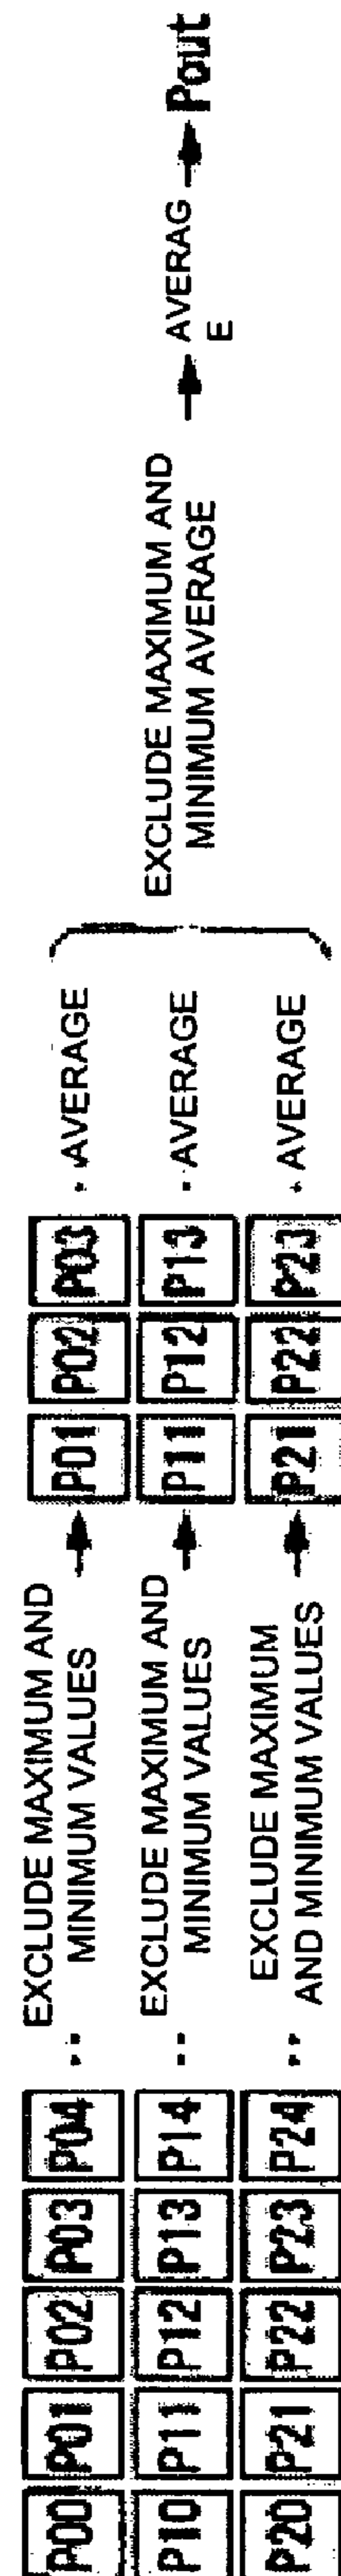 P00 P01 P02 P03 P04
EXCLUDE MAXIMUM AND
MINIMUM VALUES
P01 P02 P03
AVERAGE
P10 P11 P12 P13 P14
EXCLUDE MAXIMUM AND
MINIMUM VALUES
P11 P12 P13
AVERAGE
P20 P21 P22 P23 P24
EXCLUDE MAXIMUM
AND MINIMUM VALUES
P21 P22 P23
AVERAGE
EXCLUDE MAXIMUM AND
MINIMUM AVERAGE
AVERAG
E
Pout